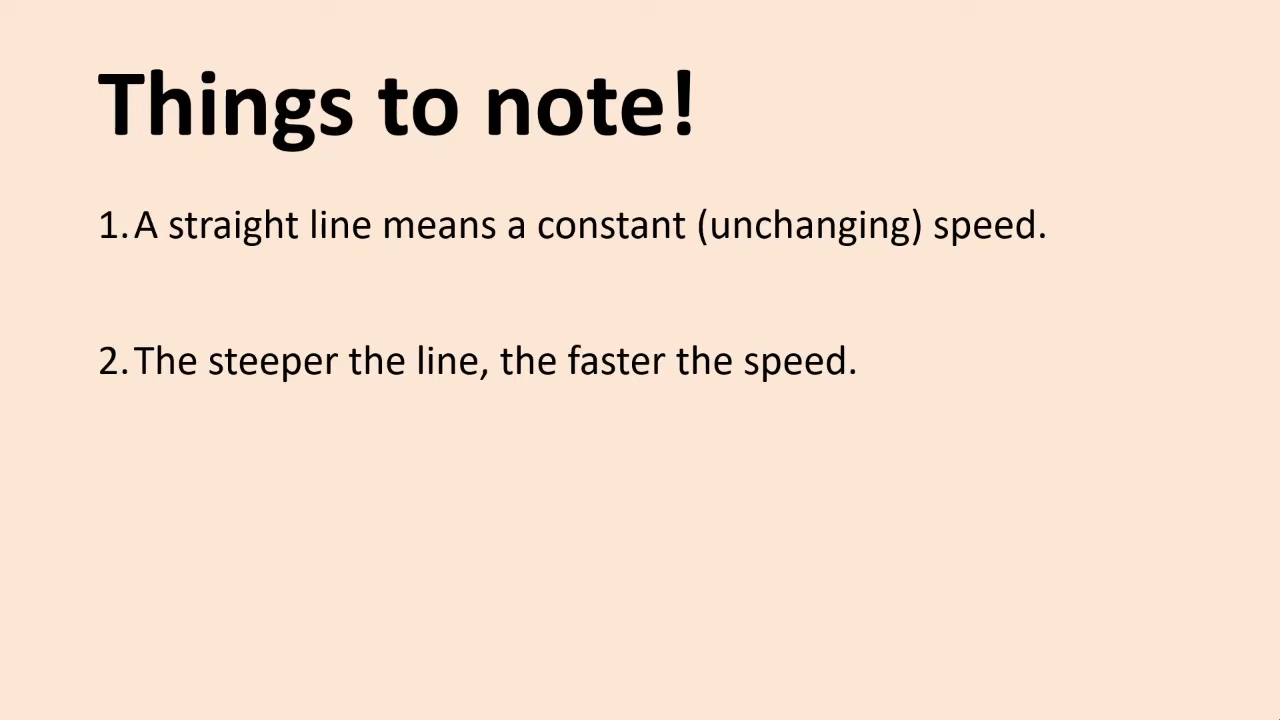 Things to note!
1. A straight line means a constant (unchanging) speed.
2. The steeper the line, the faster the speed.